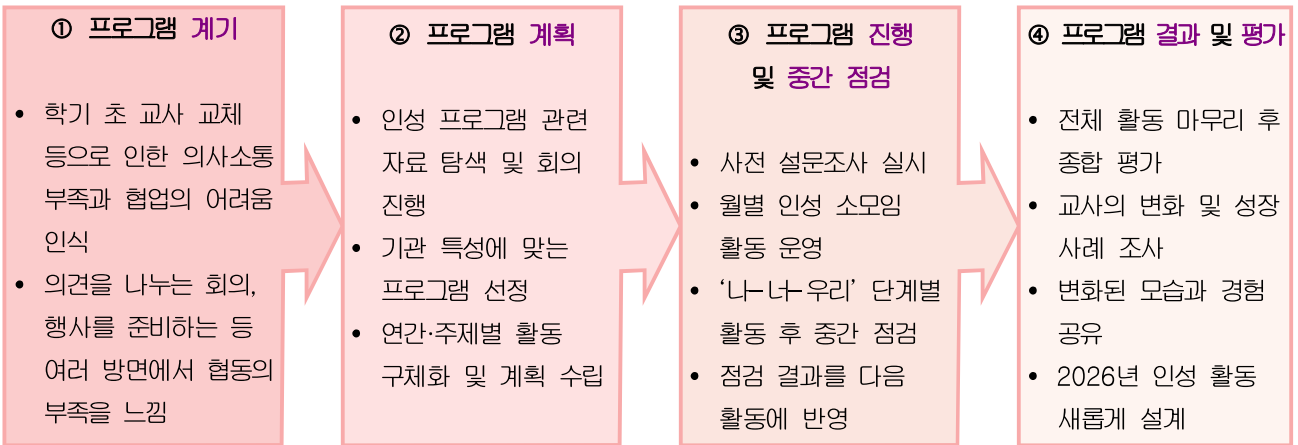 ① 프로그램 계기
• 학기 초 교사 교체
등으로 인한 의사소통
부족과 협업의 어려움
인식
• 의견을 나누는 회의,
행사를 준비하는 등
여러 방면에서 협동의
부족을 느낌
② 프로그램 계획
• 인성 프로그램 관련
자료 탐색 및 회의
진행
• 기관 특성에 맞는
프로그램 선정
• 연간·주제별 활동
구체화 및 계획 수립
③ 프로그램 진행
및 중간 점검
• 사전 설문조사 실시
• 월별 인성 소모임
활동 운영
• ‘나–너–우리’ 단계별
활동 후 중간 점검
• 점검 결과를 다음
활동에 반영
④ 프로그램 결과 및 평가
• 전체 활동 마무리 후
종합 평가
• 교사의 변화 및 성장
사례 조사
• 변화된 모습과 경험
공유
• 2026년 인성 활동
새롭게 설계